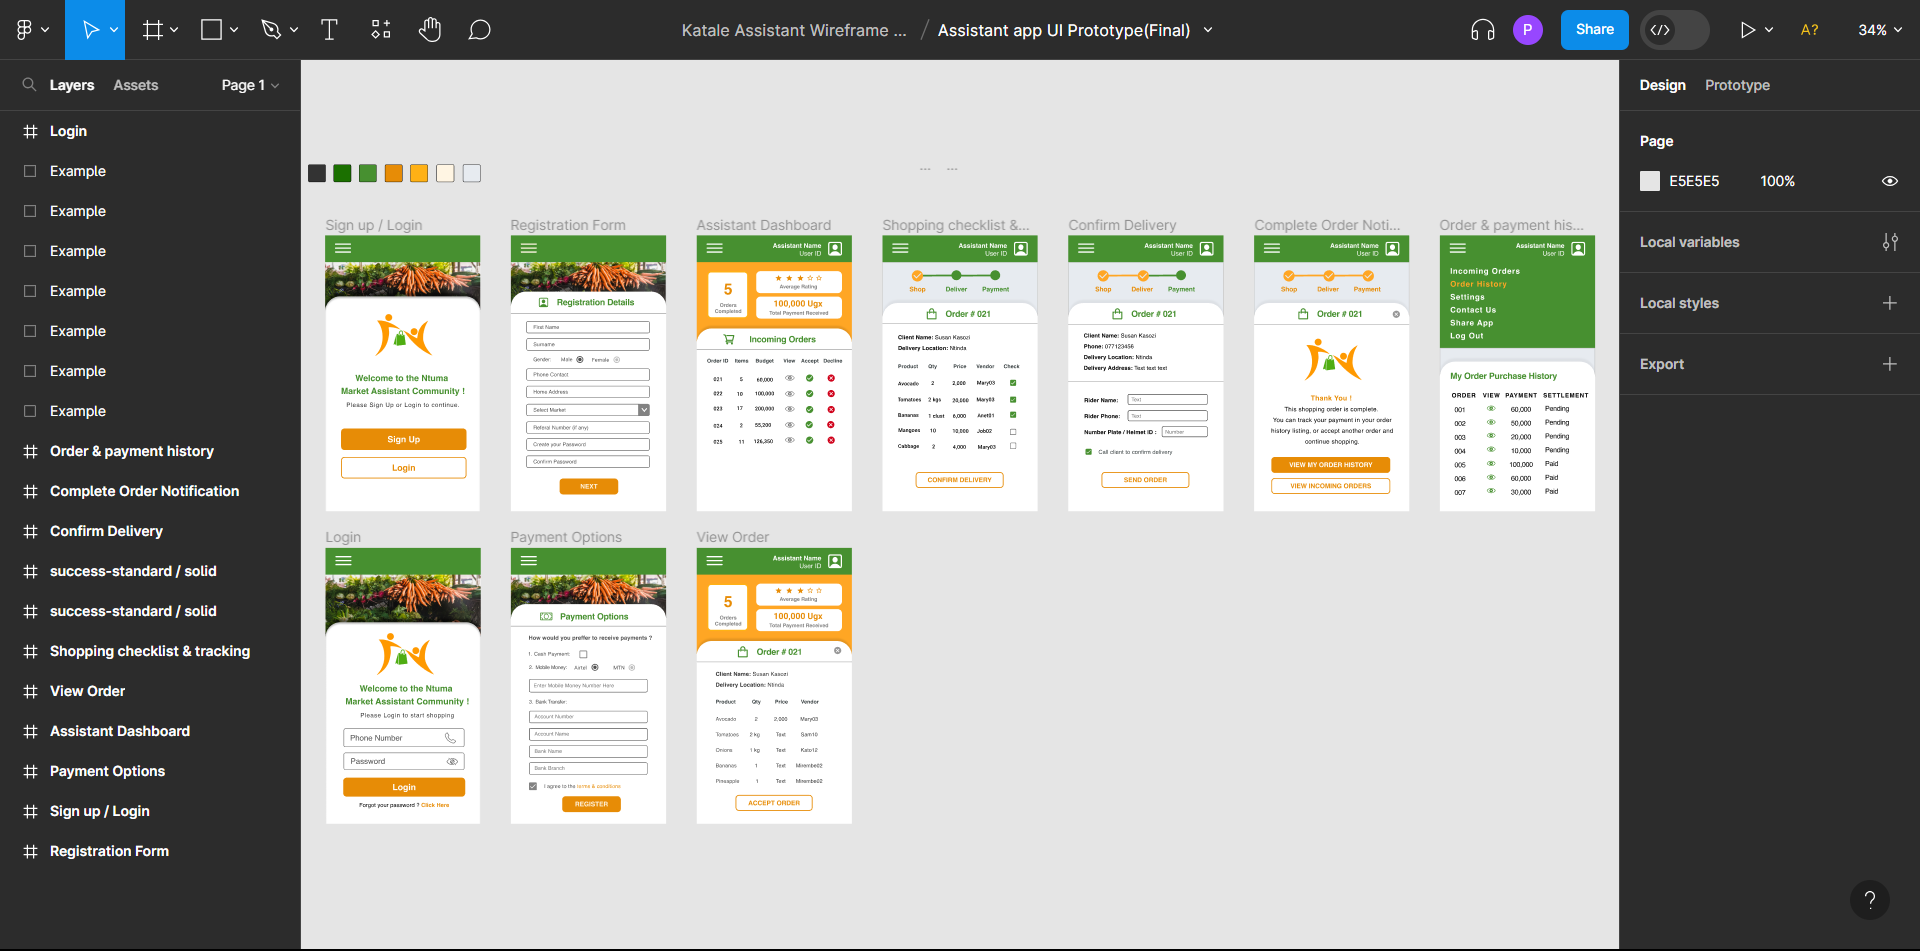 Katale Assistant Wireframe ... / Assistant app UI Prototype(Final)
P
Share
A?
34%
Layers
Assets
Page 1
Login
Example
Example
Example
Example
Example
Example
Example
Order & payment history
Complete Order Notification
Confirm Delivery
success-standard / solid
success-standard / solid
Shopping checklist & tracking
View Order
Assistant Dashboard
Payment Options
Sign up / Login
Registration Form
Sign up / Login
Welcome to the Ntuma
Market Assistant Community !
Please Sign Up or Login to continue.
Sign Up
Login
Registration Form
Registration Details
First Name
Surname
Gender: Male Female
Phone Contact
Home Address
Select Market
Referal Number (if any)
Create your Password
Confirm Password
NEXT
Assistant Dashboard
Assistant Name
User ID
5
Orders
Completed
Average Rating
100,000 Ugx
Total Payment Received
Incoming Orders
Order ID Items Budget View Accept Decline
021 5 60,000
022 10 100,000
023 17 200,000
024 2 55,200
025 11 126,350
Shopping checklist &...
Assistant Name
User ID
Shop Deliver Payment
Order # 021
Client Name: Susan Kasozi
Delivery Location: Ntinda
Product Qty Price Vendor Check
Avocado 2 2,000 Mary03
Tomatoes 2 kgs 20,000 Mary03
Bananas 1 clust 6,000 Anet01
Mangoes 10 10,000 Job02
Cabbage 2 4,000 Mary03
CONFIRM DELIVERY
Confirm Delivery
Assistant Name
User ID
Shop Deliver Payment
Order # 021
Client Name: Susan Kasozi
Phone: 077123456
Delivery Location: Ntinda
Delivery Address: Text text text
Rider Name: Text
Rider Phone: Text
Number Plate / Helmet ID : Number
Call client to confirm delivery
SEND ORDER
Complete Order Noti...
Assistant Name
User ID
Shop Deliver Payment
Order # 021
Thank You !
This shopping order is complete.
You can track your payment in your order
history listing, or accept another order and
continue shopping.
VIEW MY ORDER HISTORY
VIEW INCOMING ORDERS
Order & payment his...
Assistant Name
User ID
Incoming Orders
Order History
Settings
Contact Us
Share App
Log Out
My Order Purchase History
ORDER VIEW PAYMENT SETTLEMENT
001 60,000 Pending
002 50,000 Pending
003 20,000 Pending
004 10,000 Pending
005 100,000 Paid
006 60,000 Paid
007 30,000 Paid
Login
Welcome to the Ntuma
Market Assistant Community !
Please Login to start shopping
Phone Number
Password
Login
Forgot your password ? Click Here
Payment Options
Payment Options
How would you preffer to receive payments ?
1. Cash Payment:
2. Mobile Money: Airtel MTN
Enter Mobile Money Number Here
3. Bank Transfer:
Account Number
Account Name
Bank Name
Bank Branch
I agree to the terms & conditions
REGISTER
View Order
Assistant Name
User ID
5
Orders
Completed
Average Rating
100,000 Ugx
Total Payment Received
Order # 021
Client Name: Susan Kasozi
Delivery Location: Ntinda
Product Qty Price Vendor
Avocado 2 2,000 Mary03
Tomatoes 2 kg Text Sam10
Onions 1 kg Text Kato12
Bananas 1 Text Mirembe02
Pineapple 1 Text Mirembe02
ACCEPT ORDER
Design
Prototype
Page
E5E5E5 100%
Local variables
Local styles
Export
?